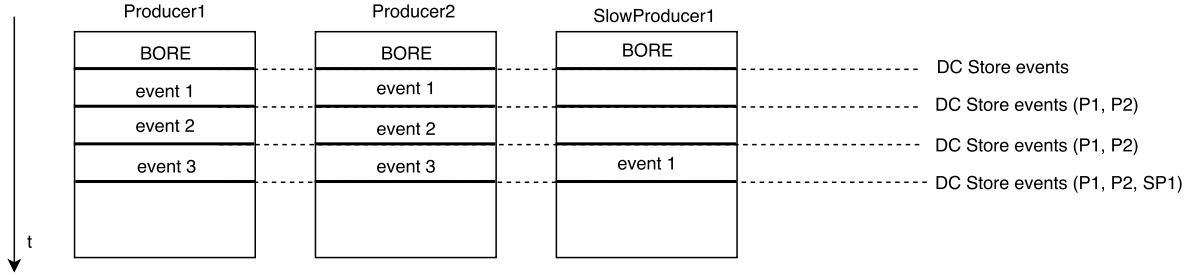 Producer1
Producer2
SlowProducer1
BORE
BORE
BORE
DC Store events
event 1
event 1
DC Store events (P1, P2)
event 2
event 2
DC Store events (P1, P2)
event 3
event 3
event 1
DC Store events (P1, P2, SP1)
t